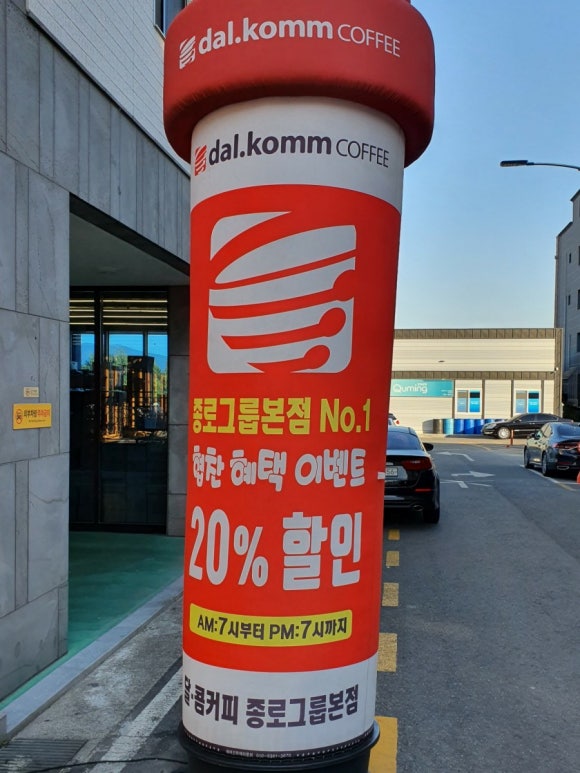 dal.komm COFFEE
dal.komm COFFEE
종로그룹본점 No.1
협찬 혜택 이벤트
20% 할인
AM:7시부터 PM:7시까지
달·콤커피 종로그룹본점
Quming